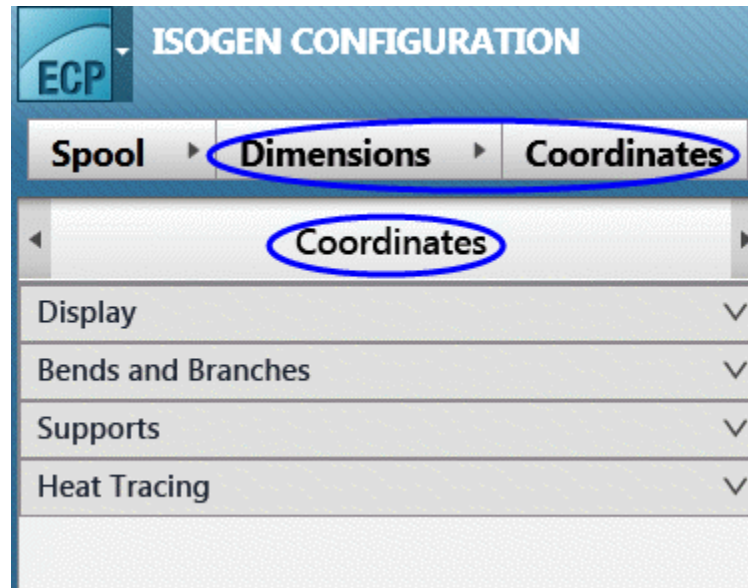 ISOGEN CONFIGURATION
ECP
Spool Dimensions Coordinates
Coordinates
Display
Bends and Branches
Supports
Heat Tracing